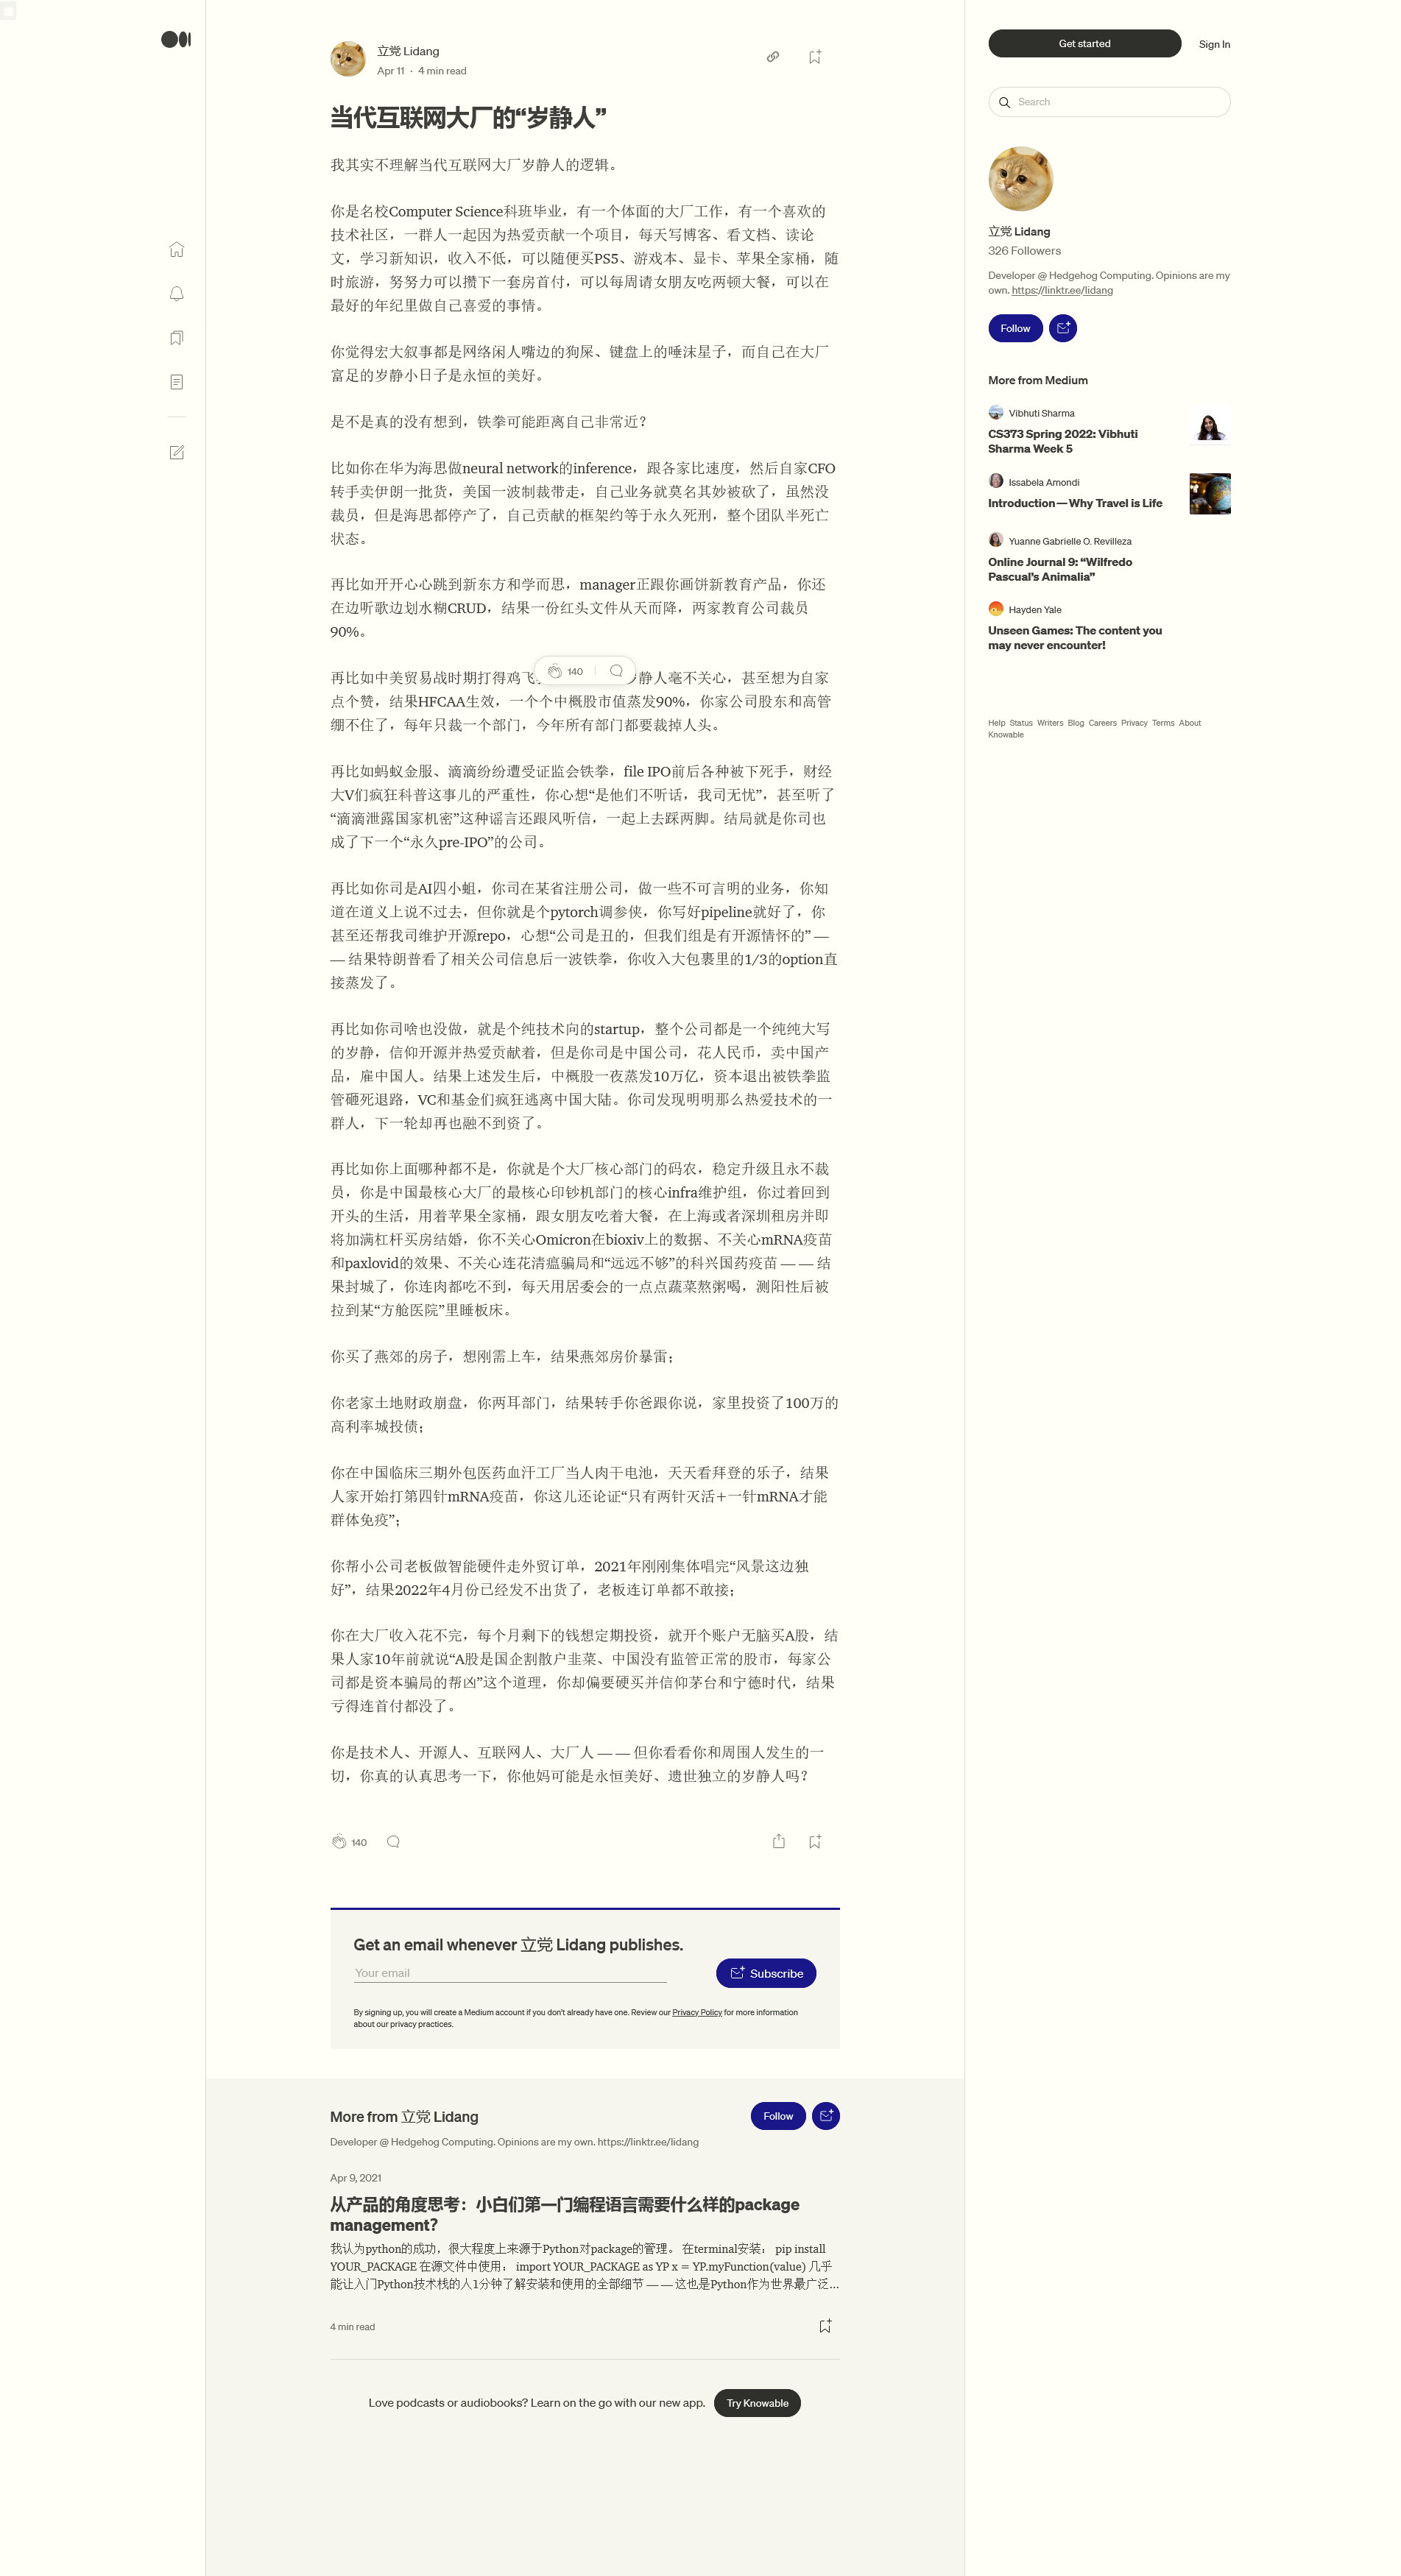 立党 Lidang
Apr 11 · 4 min read
当代互联网大厂的“岁静人”
我其实不理解当代互联网大厂岁静人的逻辑。
你是名校Computer Science科班毕业，有一个体面的大厂工作，有一个喜欢的
技术社区，一群人一起因为热爱贡献一个项目，每天写博客、看文档、读论
文，学习新知识，收入不低，可以随便买PS5、游戏本、显卡、苹果全家桶，随
时旅游，努努力可以攒下一套房首付，可以每周请女朋友吃两顿大餐，可以在
最好的年纪里做自己喜爱的事情。
你觉得宏大叙事都是网络闲人嘴边的狗屎、键盘上的唾沫星子，而自己在大厂
富足的岁静小日子是永恒的美好。
是不是真的没有想到，铁拳可能距离自己非常近？
比如你在华为海思做neural network的inference，跟各家比速度，然后自家CFO
转手卖伊朗一批货，美国一波制裁带走，自己业务就莫名其妙被砍了，虽然没
裁员，但是海思都停产了，自己贡献的框架约等于永久死刑，整个团队半死亡
状态。
再比如开开心心跳到新东方和学而思，manager正跟你画饼新教育产品，你还
在边听歌边划水糊CRUD，结果一份红头文件从天而降，两家教育公司裁员
90%。
再比如中美贸易战时期打得鸡飞
静人毫不关心，甚至想为自家
140
点个赞，结果HFCAA生效，一个个中概股市值蒸发90%，你家公司股东和高管
绷不住了，每年只裁一个部门，今年所有部门都要裁掉人头。
再比如蚂蚁金服、滴滴纷纷遭受证监会铁拳，file IPO前后各种被下死手，财经
大V们疯狂科普这事儿的严重性，你心想“是他们不听话，我司无忧”，甚至听了
“滴滴泄露国家机密”这种谣言还跟风听信，一起上去踩两脚。结局就是你司也
成了下一个“永久pre-IPO”的公司。
再比如你司是AI四小蛆，你司在某省注册公司，做一些不可言明的业务，你知
道在道义上说不过去，但你就是个pytorch调参侠，你写好pipeline就好了，你
甚至还帮我司维护开源repo，心想“公司是丑的，但我们组是有开源情怀的” —
— 结果特朗普看了相关公司信息后一波铁拳，你收入大包裹里的1/3的option直
接蒸发了。
再比如你司啥也没做，就是个纯技术向的startup，整个公司都是一个纯纯大写
的岁静，信仰开源并热爱贡献着，但是你司是中国公司，花人民币，卖中国产
品，雇中国人。结果上述发生后，中概股一夜蒸发10万亿，资本退出被铁拳监
管砸死退路，VC和基金们疯狂逃离中国大陆。你司发现明明那么热爱技术的一
群人，下一轮却再也融不到资了。
再比如你上面哪种都不是，你就是个大厂核心部门的码农，稳定升级且永不裁
员，你是中国最核心大厂的最核心印钞机部门的核心infra维护组，你过着回到
开头的生活，用着苹果全家桶，跟女朋友吃着大餐，在上海或者深圳租房并即
将加满杠杆买房结婚，你不关心Omicron在bioxiv上的数据、不关心mRNA疫苗
和paxlovid的效果、不关心连花清瘟骗局和“远远不够”的科兴国药疫苗 — — 结
果封城了，你连肉都吃不到，每天用居委会的一点点蔬菜熬粥喝，测阳性后被
拉到某“方舱医院”里睡板床。
你买了燕郊的房子，想刚需上车，结果燕郊房价暴雷；
你老家土地财政崩盘，你两耳部门，结果转手你爸跟你说，家里投资了100万的
高利率城投债；
你在中国临床三期外包医药血汗工厂当人肉干电池，天天看拜登的乐子，结果
人家开始打第四针mRNA疫苗，你这儿还论证“只有两针灭活+一针mRNA才能
群体免疫”；
你帮小公司老板做智能硬件走外贸订单，2021年刚刚集体唱完“风景这边独
好”，结果2022年4月份已经发不出货了，老板连订单都不敢接；
你在大厂收入花不完，每个月剩下的钱想定期投资，就开个账户无脑买A股，结
果人家10年前就说“A股是国企割散户韭菜、中国没有监管正常的股市，每家公
司都是资本骗局的帮凶”这个道理，你却偏要硬买并信仰茅台和宁德时代，结果
亏得连首付都没了。
你是技术人、开源人、互联网人、大厂人 — — 但你看看你和周围人发生的一
切，你真的认真思考一下，你他妈可能是永恒美好、遗世独立的岁静人吗？
140
Get an email whenever 立党 Lidang publishes.
Your email
Subscribe
By signing up, you will create a Medium account if you don't already have one. Review our Privacy Policy for more information
about our privacy practices.
More from 立党 Lidang
Follow
Developer @ Hedgehog Computing. Opinions are my own. https://linktr.ee/lidang
Apr 9, 2021
从产品的角度思考：小白们第一门编程语言需要什么样的package
management？
我认为python的成功，很大程度上来源于Python对package的管理。 在terminal安装： pip install
YOUR_PACKAGE 在源文件中使用： import YOUR_PACKAGE as YP x = YP.myFunction(value) 几乎
能让入门Python技术栈的人1分钟了解安装和使用的全部细节 — — 这也是Python作为世界最广泛…
4 min read
Love podcasts or audiobooks? Learn on the go with our new app.
Try Knowable
Get started
Sign In
Search
立党 Lidang
326 Followers
Developer @ Hedgehog Computing. Opinions are my
own. https://linktr.ee/lidang
Follow
More from Medium
Vibhuti Sharma
CS373 Spring 2022: Vibhuti
Sharma Week 5
Issabela Amondi
Introduction — Why Travel is Life
Yuanne Gabrielle O. Revilleza
Online Journal 9: “Wilfredo
Pascual’s Animalia”
Hayden Yale
Unseen Games: The content you
may never encounter!
Help Status Writers Blog Careers Privacy Terms About
Knowable